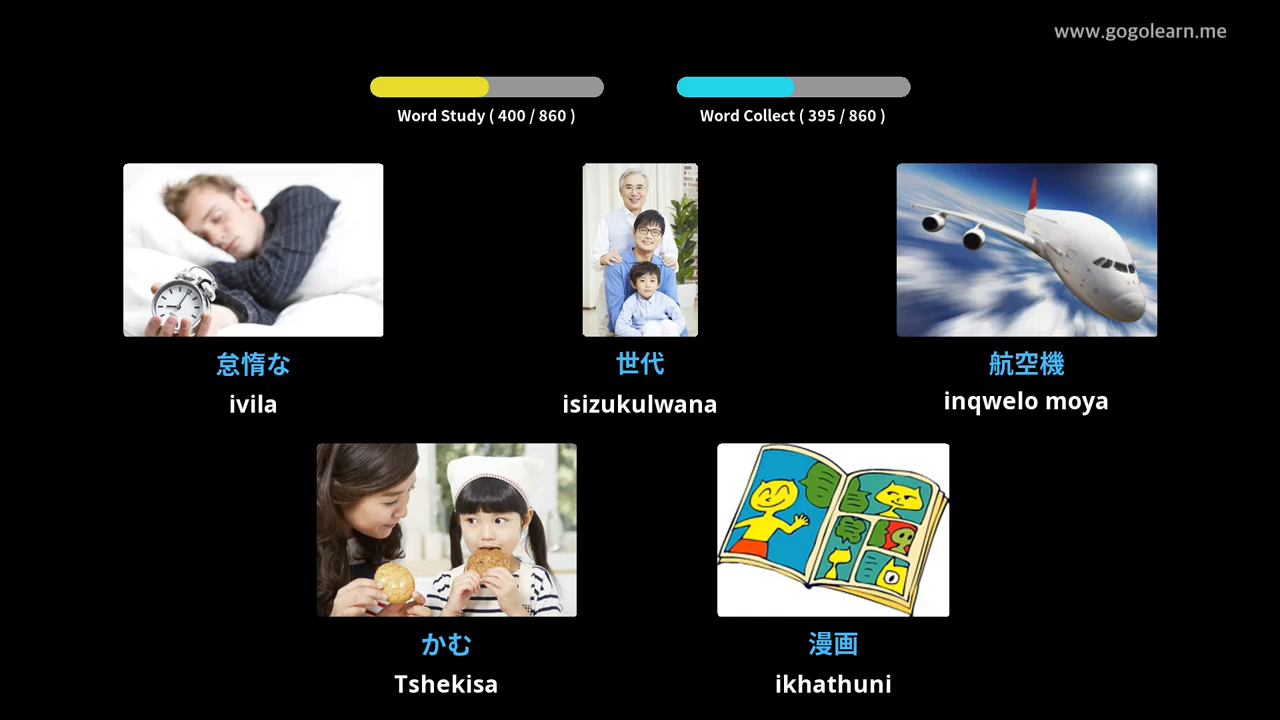 www.gogolearn.me
Word Study ( 400 / 860 )
Word Collect ( 395 / 860 )
怠惰な
ivila
世代
isizukulwana
航空機
inqwelo moya
かむ
Tshekisa
漫画
ikhathuni